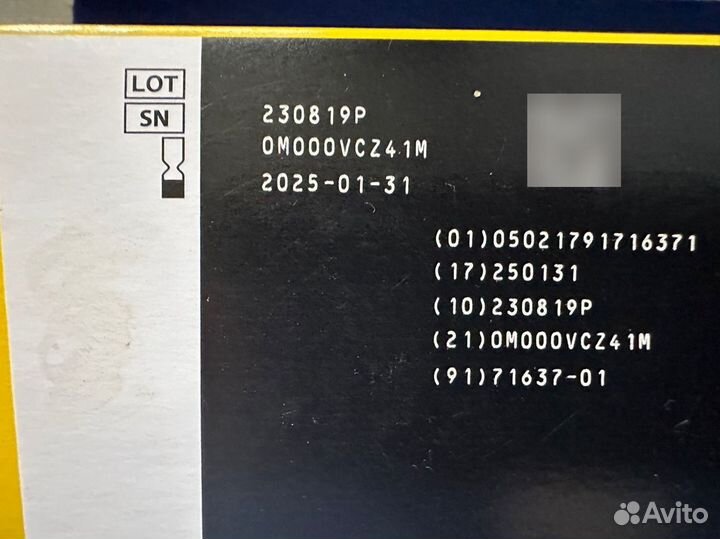 LOT 230819P
SN 0M000VCZ41M
2025-01-31
(01)05021791716371
(17)250131
(10)230819P
(21)0M000VCZ41M
(91)71637-01
Avito